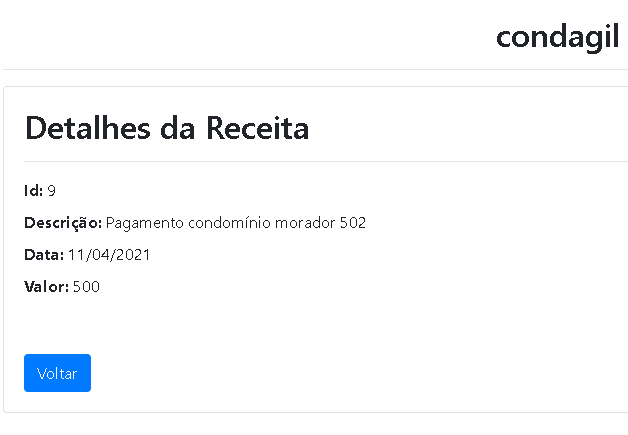 condagil
Detalhes da Receita
Id: 9
Descrição: Pagamento condomínio morador 502
Data: 11/04/2021
Valor: 500
Voltar